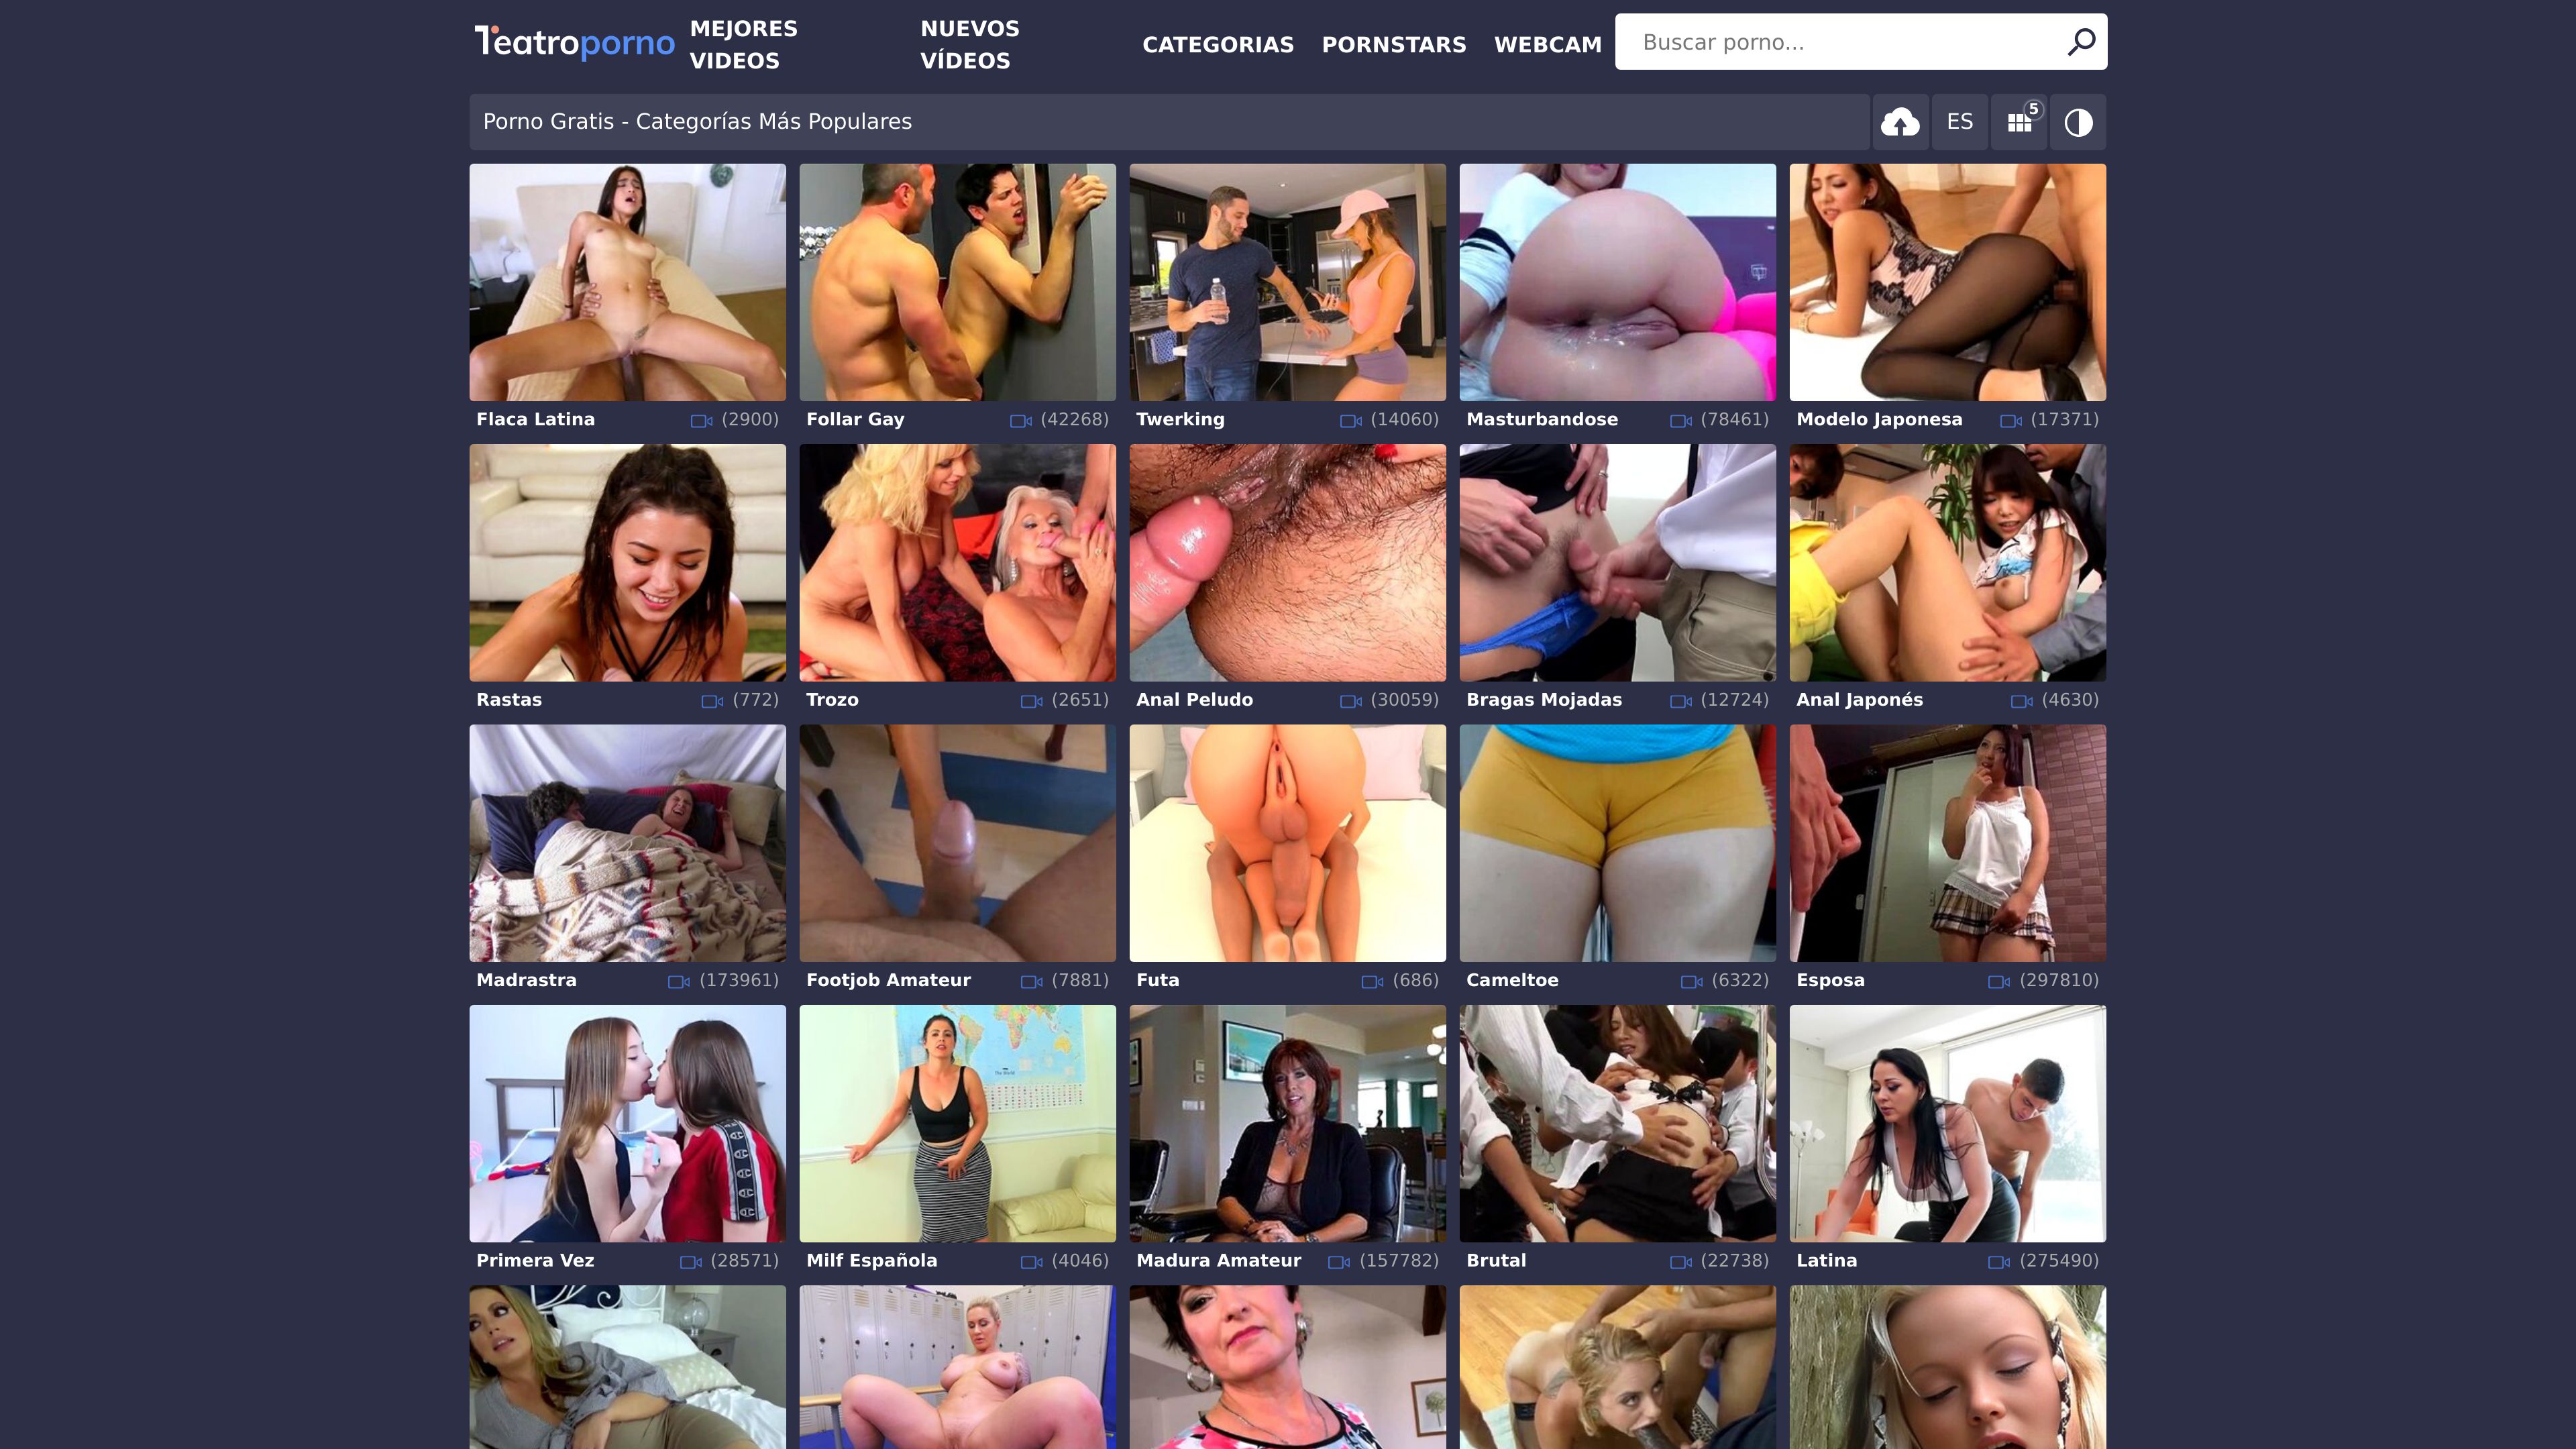 Teatroporno
MEJORES VIDEOS
NUEVOS VÍDEOS
CATEGORIAS
PORNSTARS
WEBCAM
Buscar porno...
Porno Gratis - Categorías Más Populares
ES
5
Flaca Latina (2900)
Follar Gay (42268)
Twerking (14060)
Masturbandose (78461)
Modelo Japonesa (17371)
Rastas (772)
Trozo (2651)
Anal Peludo (30059)
Bragas Mojadas (12724)
Anal Japonés (4630)
Madrastra (173961)
Footjob Amateur (7881)
Futa (686)
Cameltoe (6322)
Esposa (297810)
Primera Vez (28571)
Milf Española (4046)
Madura Amateur (157782)
Brutal (22738)
Latina (275490)